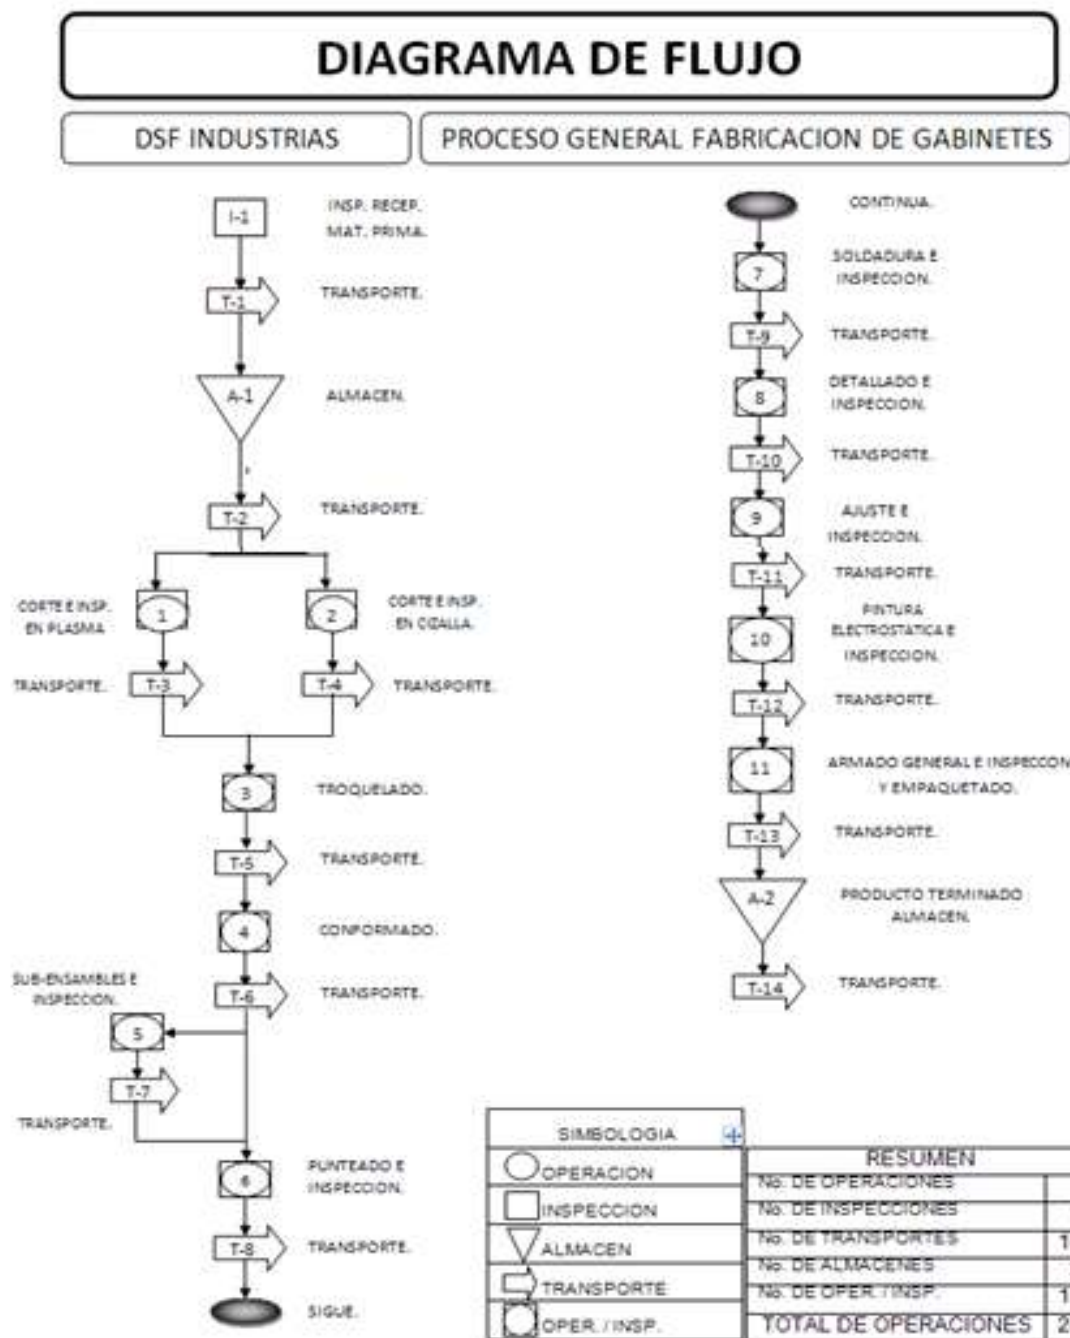 DIAGRAMA DE FLUJO
DSF INDUSTRIAS
PROCESO GENERAL FABRICACION DE GABINETES
I-1
INSP. RECEP.
MAT. PRIMA.
T-1
TRANSPORTE.
A-1
ALMACEN.
T-2
TRANSPORTE.
CORTE E INSP.
EN PLASMA
1
2
CORTE E INSP.
EN CIZALLA.
TRANSPORTE.
T-3
T-4
TRANSPORTE.
3
TROQUELADO.
T-5
TRANSPORTE.
4
CONFORMADO.
T-6
TRANSPORTE.
SUB-ENSAMBLES E
INSPECCION.
5
T-7
TRANSPORTE.
6
PUNTEADO E
INSPECCION.
T-8
TRANSPORTE.
SIGUE.
CONTINUA.
7
SOLDADURA E
INSPECCION.
T-9
TRANSPORTE.
8
DETALLADO E
INSPECCION.
T-10
TRANSPORTE.
9
AJUSTE E
INSPECCION.
T-11
TRANSPORTE.
10
PINTURA
ELECTROSTATICA E
INSPECCION.
T-12
TRANSPORTE.
11
ARMADO GENERAL E INSPECCON
Y EMPAQUETADO.
T-13
TRANSPORTE.
A-2
PRODUCTO TERMINADO
ALMACEN.
T-14
TRANSPORTE.
SIMBOLOGIA
OPERACION
INSPECCION
ALMACEN
TRANSPORTE
OPER. / INSP.
RESUMEN
No. DE OPERACIONES
No. DE INSPECCIONES
No. DE TRANSPORTES 1
No. DE ALMACENES
No. DE OPER. / INSP. 1
TOTAL DE OPERACIONES 2